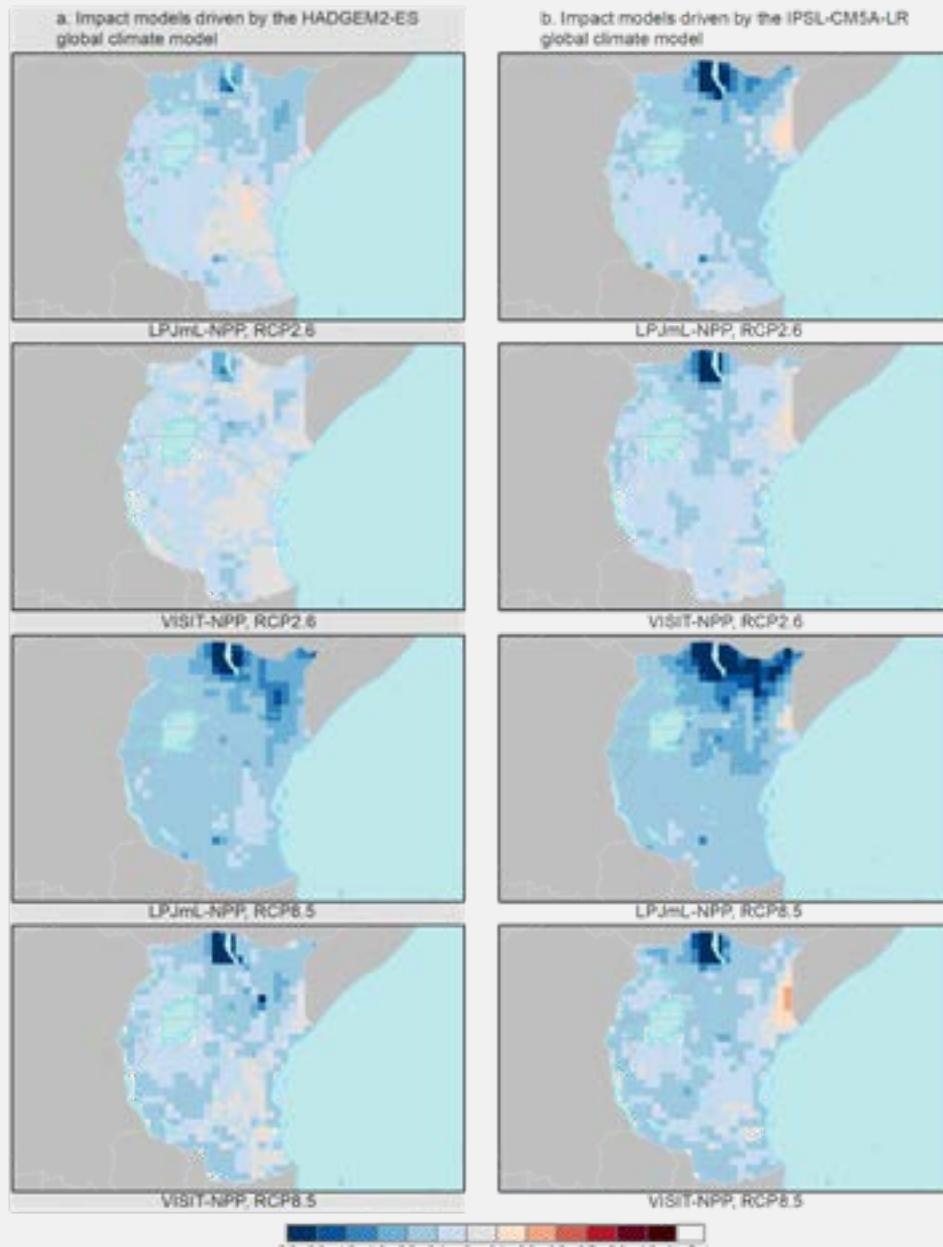 a. Impact models driven by the HADGEM2-ES
global climate model
b. Impact models driven by the IPSL-CM5A-LR
global climate model
LPJmL-NPP, RCP2.6
LPJmL-NPP, RCP2.6
VISIT-NPP, RCP2.6
VISIT-NPP, RCP2.6
LPJmL-NPP, RCP8.5
LPJmL-NPP, RCP8.5
VISIT-NPP, RCP8.5
VISIT-NPP, RCP8.5